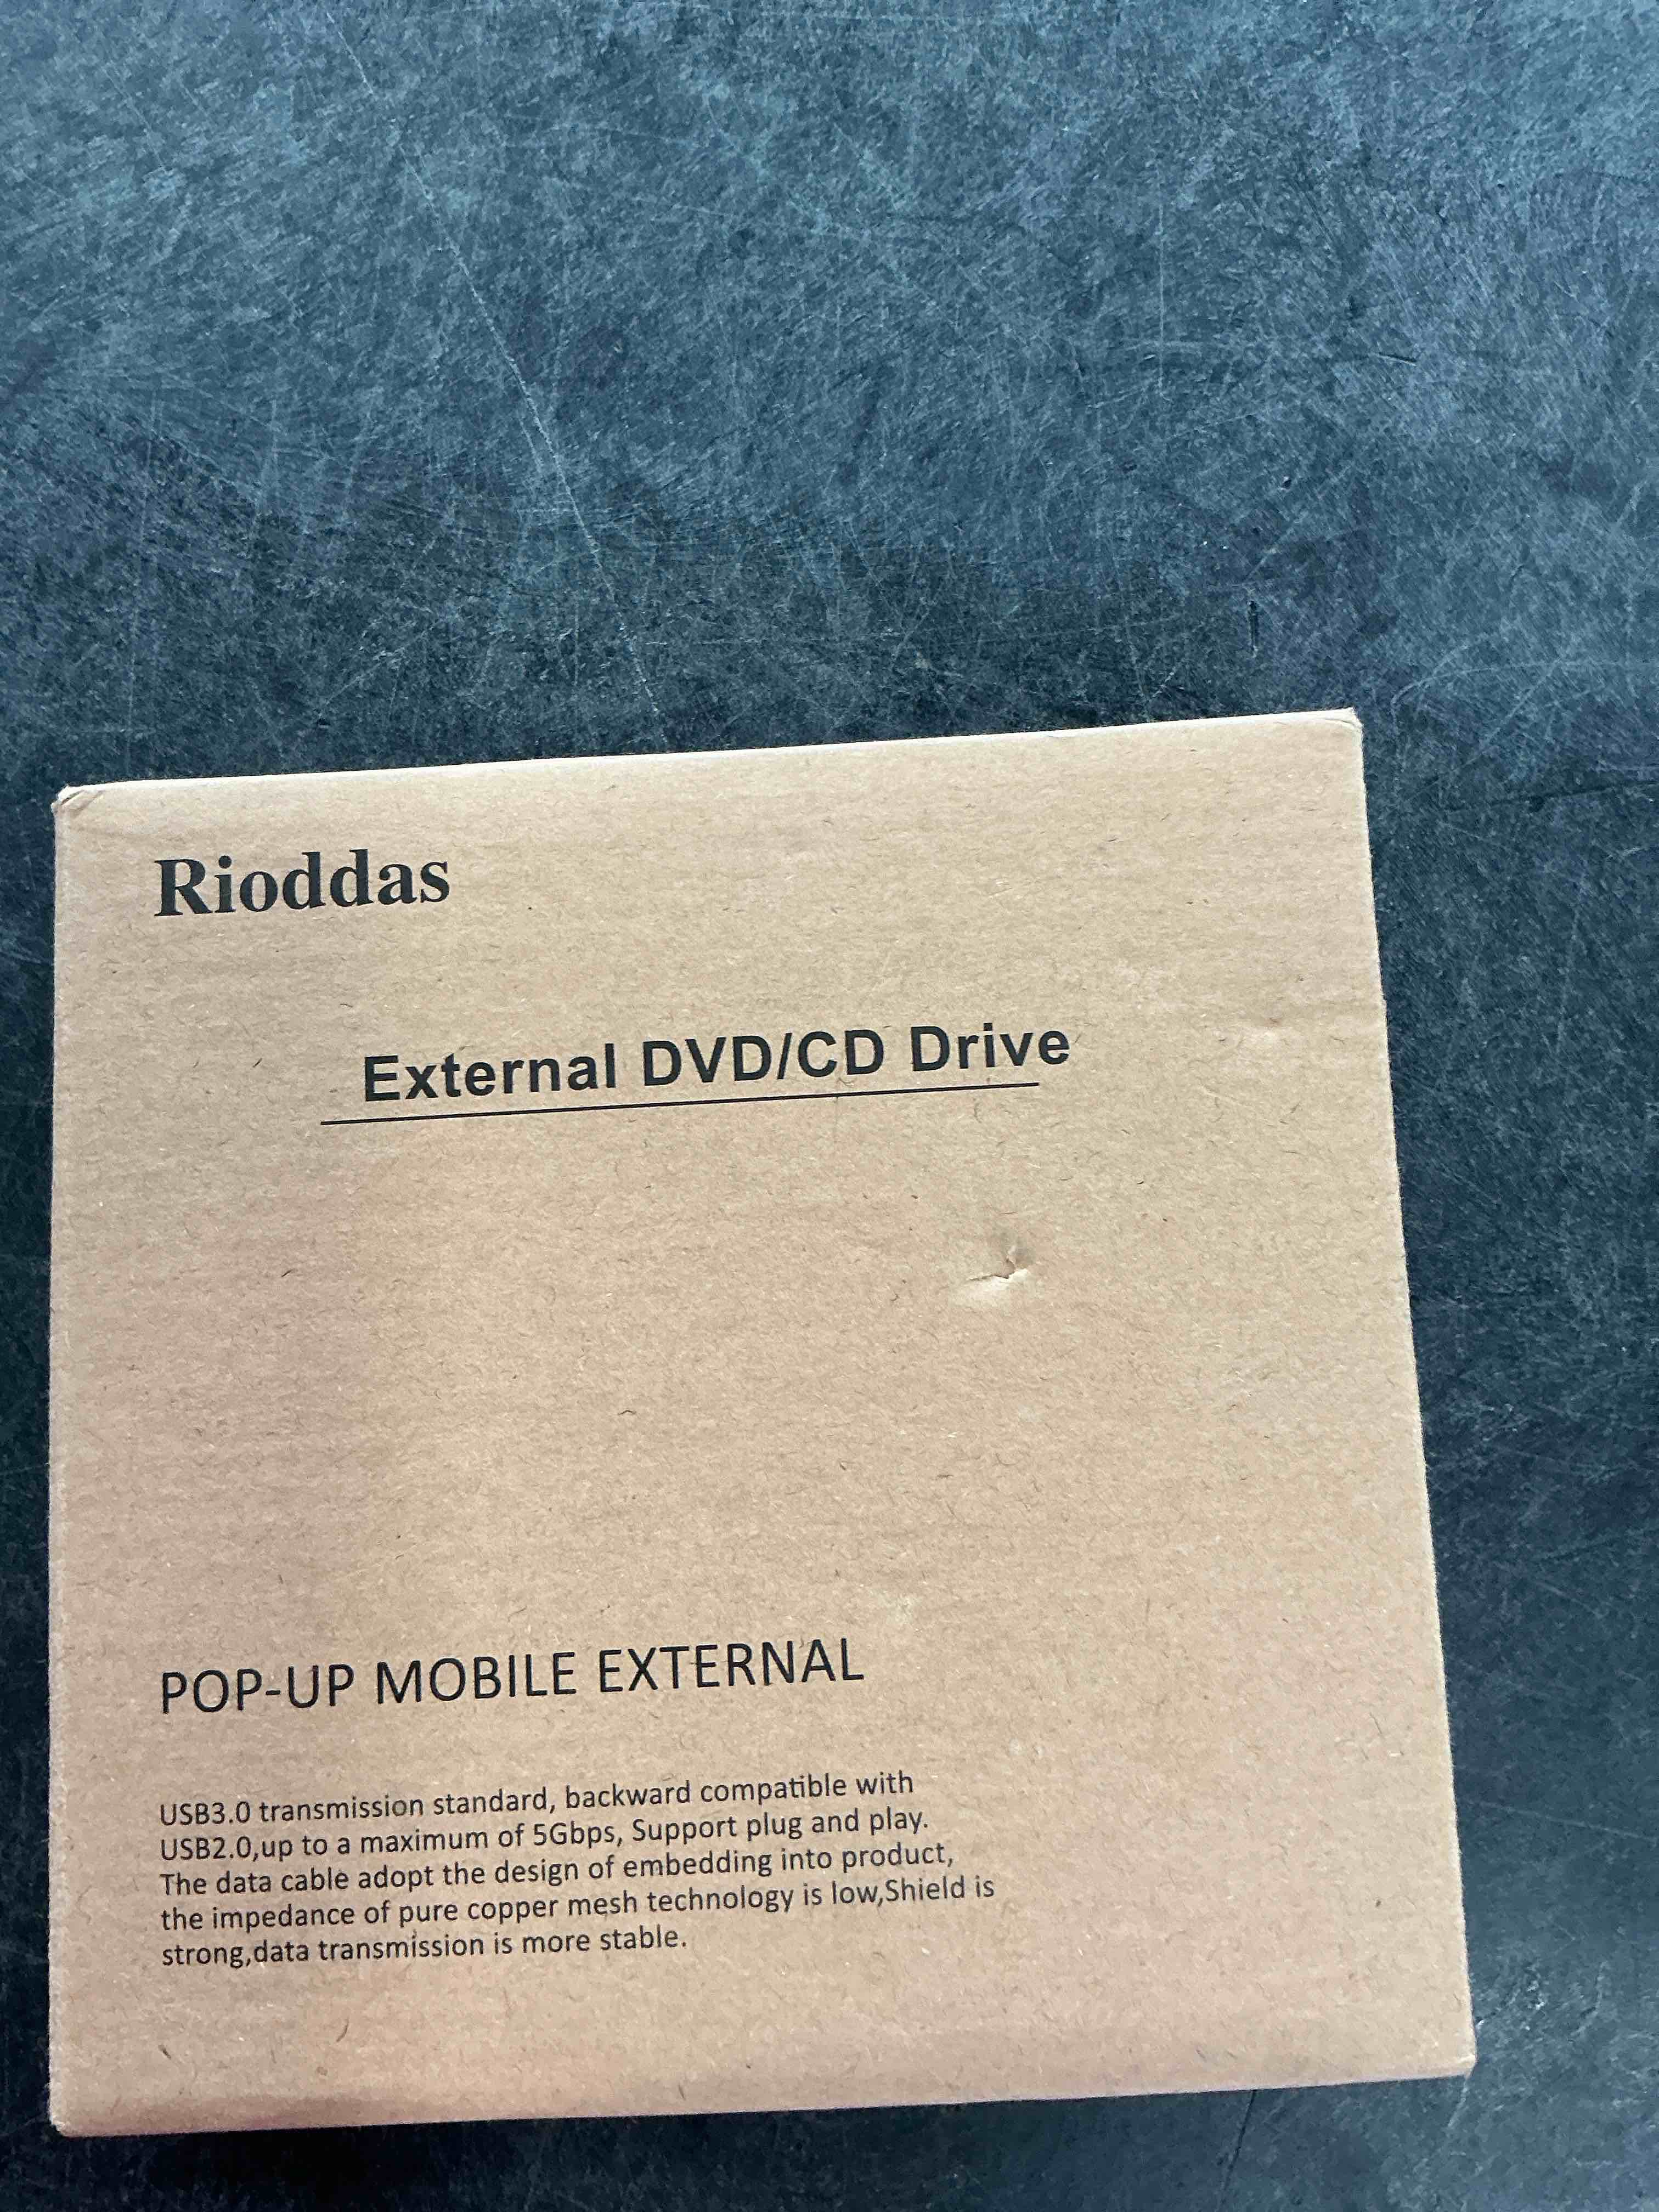 Rioddas
External DVD/CD Drive
POP-UP MOBILE EXTERNAL
USB3.0 transmission standard, backward compatible with
USB2.0,up to a maximum of 5Gbps, Support plug and play.
The data cable adopt the design of embedding into product,
the impedance of pure copper mesh technology is low,Shield is
strong,data transmission is more stable.